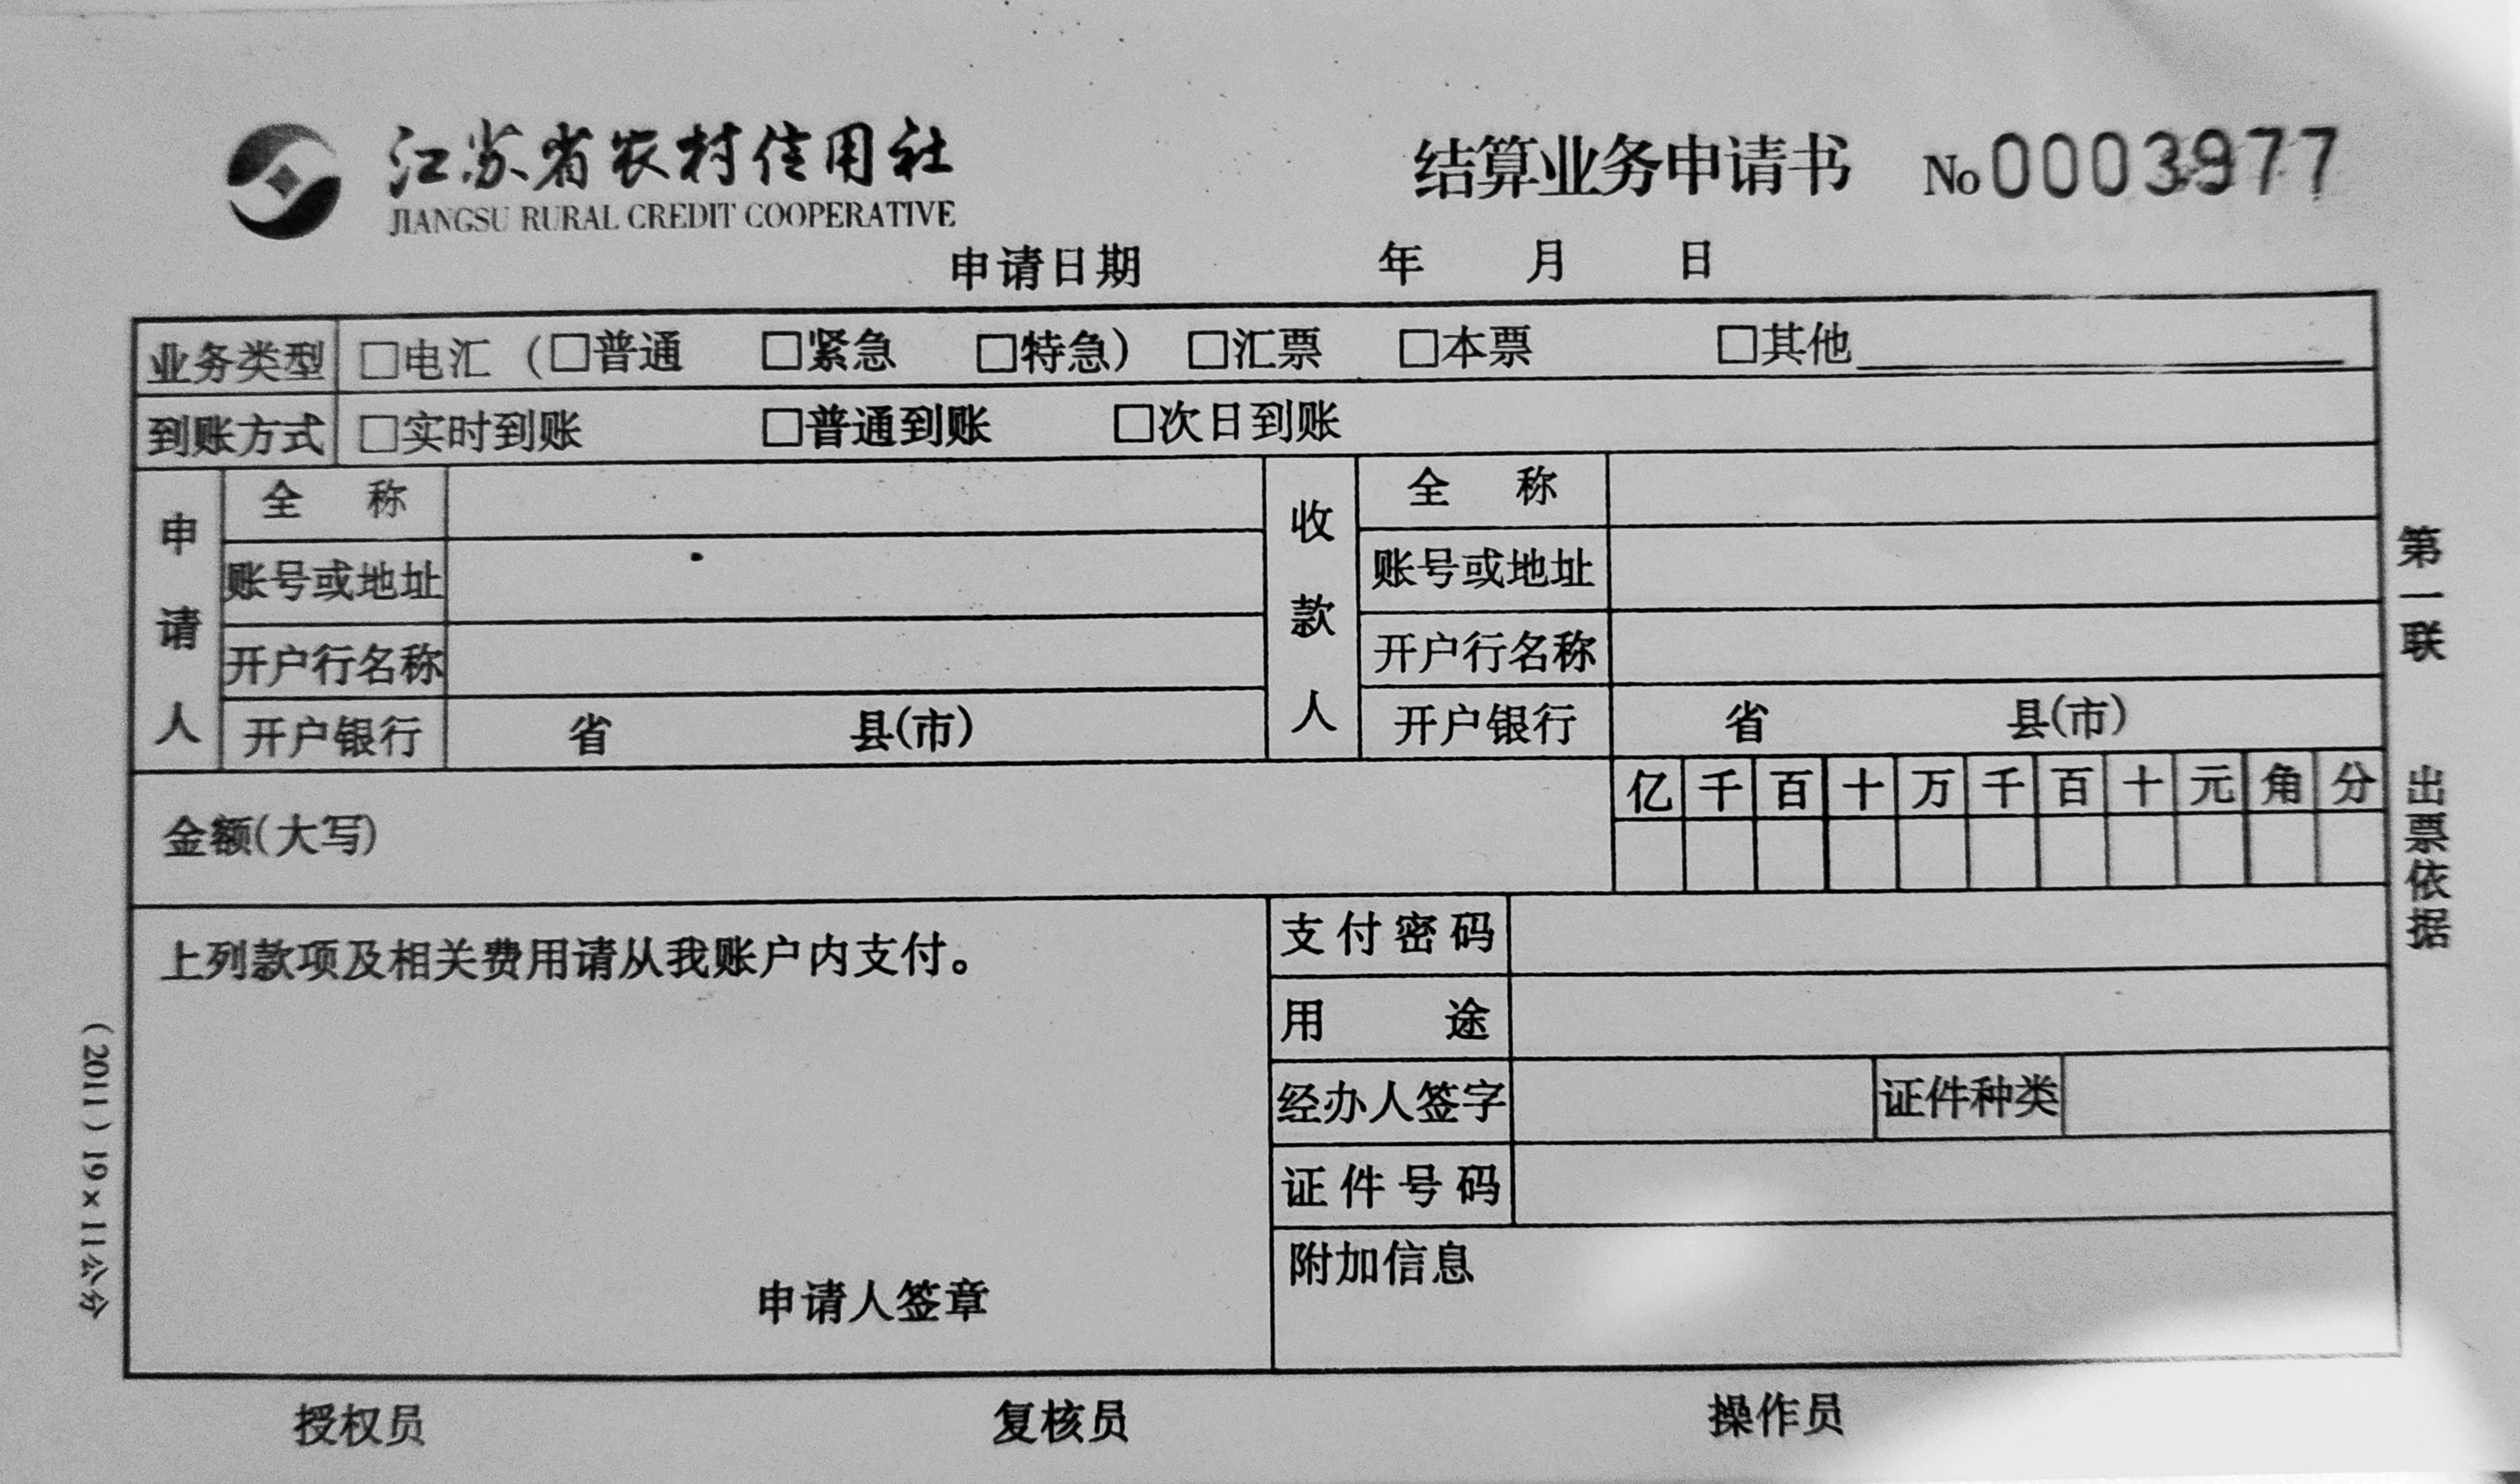 江苏省农村信用社
JIANGSU RURAL CREDIT COOPERATIVE
结算业务申请书 No 0003977
申请日期 年 月 日
业务类型 □电汇（□普通 □紧急 □特急） □汇票 □本票 □其他
到账方式 □实时到账 □普通到账 □次日到账
申请人
全称
账号或地址
开户行名称
开户银行 省 县(市)
收款人
全称
账号或地址
开户行名称
开户银行 省 县(市)
金额(大写)
亿 千 百 十 万 千 百 十 元 角 分
上列款项及相关费用请从我账户内支付。
申请人签章
支付密码
用途
经办人签字 证件种类
证件号码
附加信息
授权员 复核员 操作员
第一联 出票依据
（2011）19×11公分